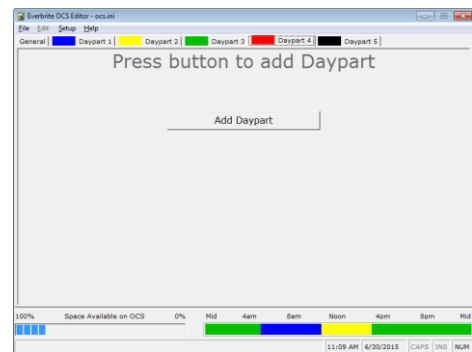 Everbrite OCS Editor - ocs.ini
File Edit Setup Help
General Daypart 1 Daypart 2 Daypart 3 Daypart 4 Daypart 5
Press button to add Daypart
Add Daypart
100% Space Available on OCS 0% Mid 4am 8am Noon 4pm 8pm Mid
11:09 AM 6/30/2015 CAPS INS NUM